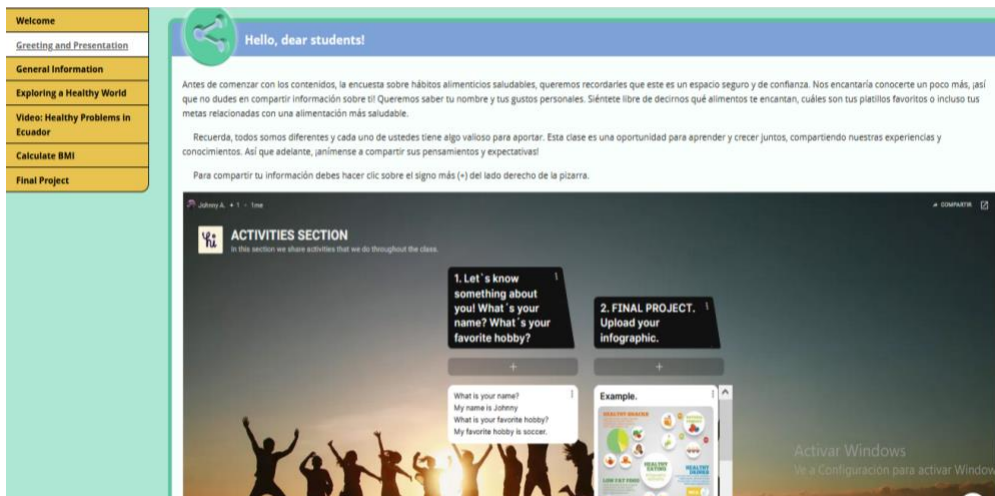 Welcome
Greeting and Presentation
General Information
Exploring a Healthy World
Video: Healthy Problems in
Ecuador
Calculate BMI
Final Project
Hello, dear students!
Antes de comenzar con los contenidos, la encuesta sobre hábitos alimenticios saludables, queremos recordarles que este es un espacio seguro y de confianza. Nos encantaría conocerte un poco más, ¡así
que no dudes en compartir información sobre ti! Queremos saber tu nombre y tus gustos personales. Siéntete libre de decirnos qué alimentos te encantan, cuáles son tus platillos favoritos o incluso tus
metas relacionadas con una alimentación más saludable.
Recuerda, todos somos diferentes y cada uno de ustedes tiene algo valioso para aportar. Esta clase es una oportunidad para aprender y crecer juntos, compartiendo nuestras experiencias y
conocimientos. Así que adelante, ¡anímense a compartir sus pensamientos y expectativas!
Para compartir tu información debes hacer clic sobre el signo más (+) del lado derecho de la pizarra.
Johnny A. + 1 · 1me
COMPARTIR
hi
ACTIVITIES SECTION
In this section we share activities that we do throughout the class.
1. Let´s know
something about
you! What´s your
name? What´s your
favorite hobby?
2. FINAL PROJECT.
Upload your
infographic.
+
+
What is your name?
My name is Johnny
What is your favorite hobby?
My favorite hobby is soccer.
Example.
HEALTHY SNACKS
HEALTHY
EATING
HEALTHY
DRINKS
LOW FAT FOOD
Activar Windows
Ve a Configuración para activar Window